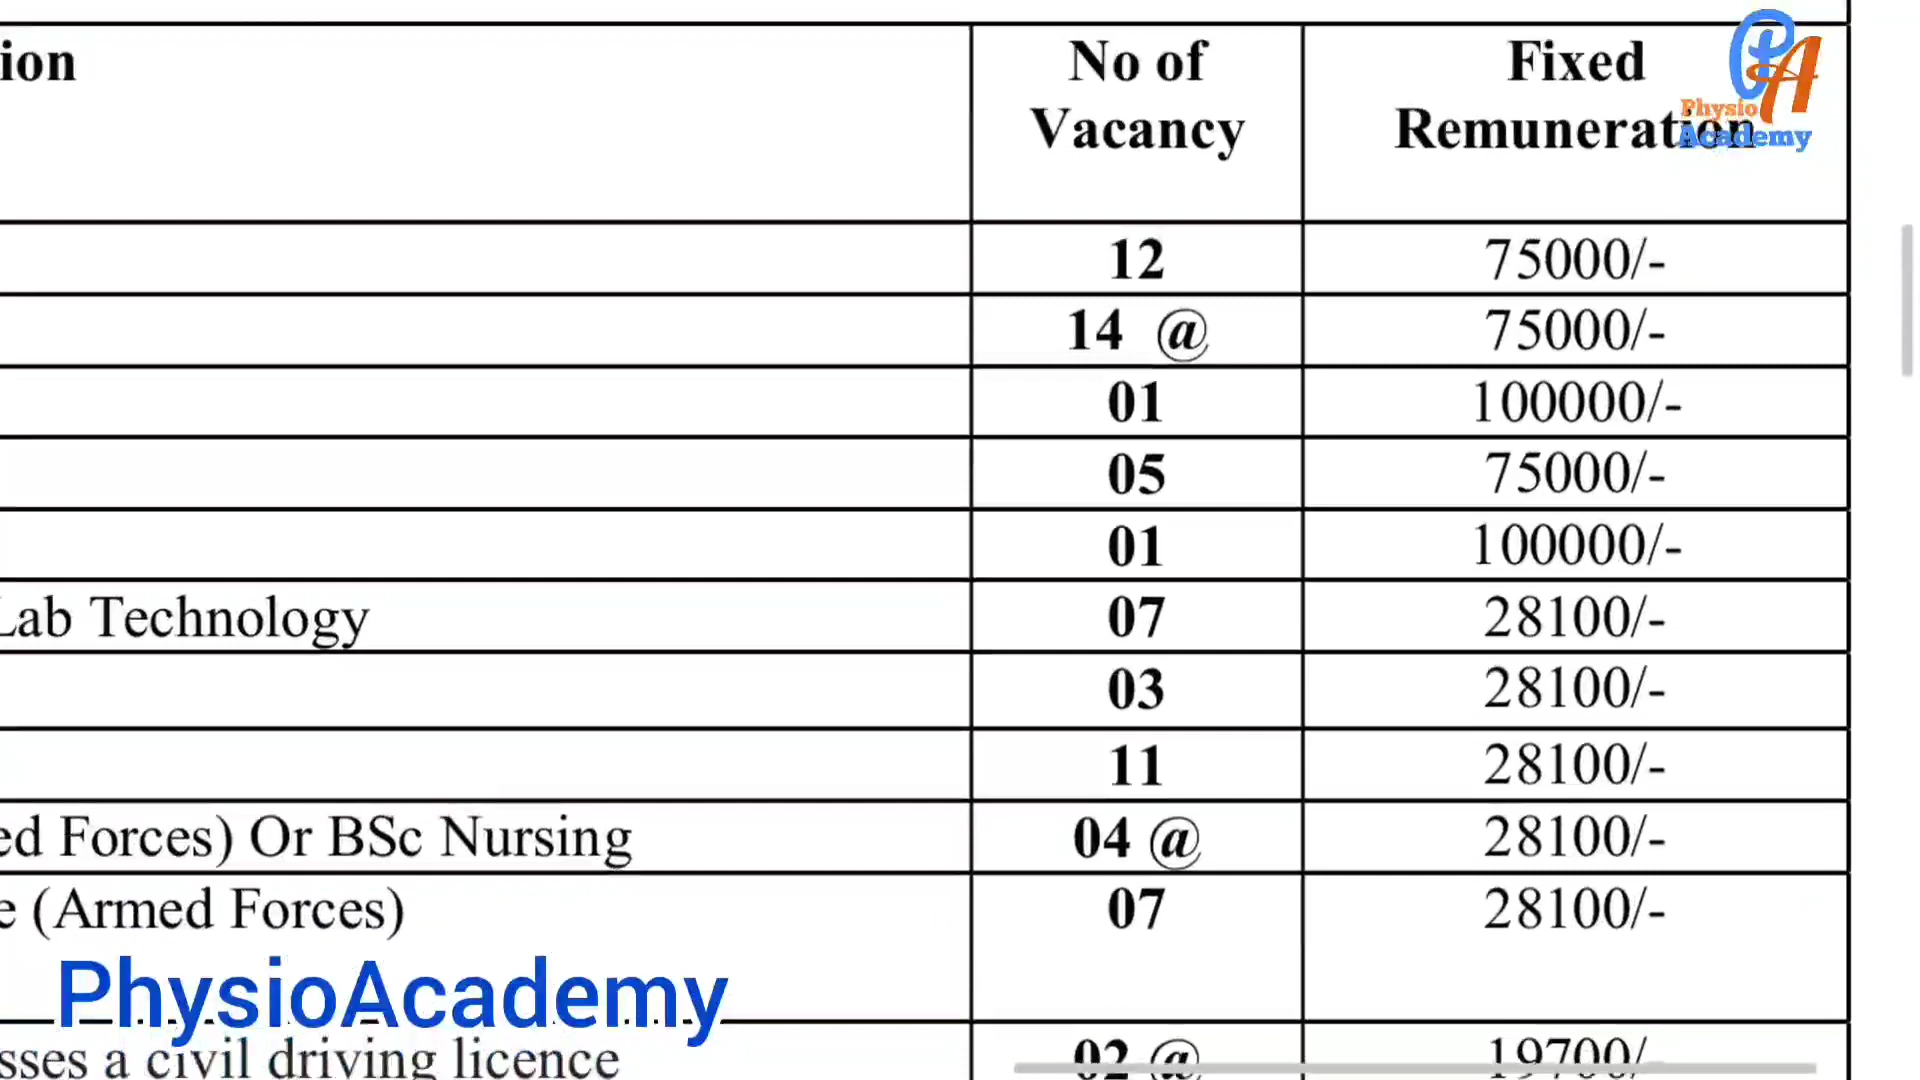 ion No of Fixed
Vacancy Remuneration
Physio
Academy
12 75000/-
14 @ 75000/-
01 100000/-
05 75000/-
01 100000/-
Lab Technology 07 28100/-
03 28100/-
11 28100/-
ed Forces) Or BSc Nursing 04 @ 28100/-
e (Armed Forces) 07 28100/-
PhysioAcademy
sses a civil driving licence 02 @ 19700/-